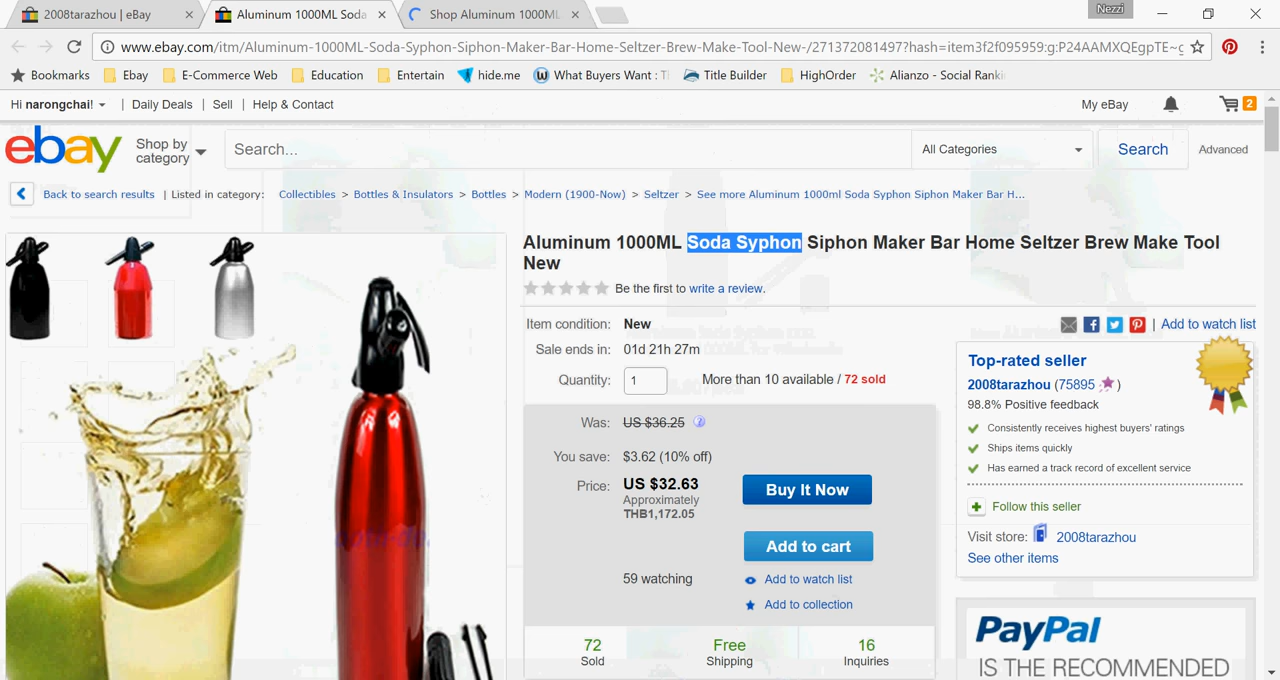 2008tarazhou | eBay
Aluminum 1000ML Soda
Shop Aluminum 1000ML
Nezzi
www.ebay.com/itm/Aluminum-1000ML-Soda-Syphon-Siphon-Maker-Bar-Home-Seltzer-Brew-Make-Tool-New-/271372081497?hash=item3f2f095959:g:P24AAMXQEgpTE~g
Bookmarks Ebay E-Commerce Web Education Entertain hide.me What Buyers Want : Title Builder HighOrder Alianzo - Social Ranki
Hi narongchai! | Daily Deals | Sell | Help & Contact My eBay 2
ebay Shop by category Search... All Categories Search Advanced
Back to search results | Listed in category: Collectibles > Bottles & Insulators > Bottles > Modern (1900-Now) > Seltzer > See more Aluminum 1000ml Soda Syphon Siphon Maker Bar H...
Aluminum 1000ML Soda Syphon Siphon Maker Bar Home Seltzer Brew Make Tool
New
Be the first to write a review.
Item condition: New
Sale ends in: 01d 21h 27m
Quantity: 1 More than 10 available / 72 sold
Was: US $36.25
You save: $3.62 (10% off)
Price: US $32.63
Approximately
THB1,172.05
Buy It Now
Add to cart
59 watching
Add to watch list
Add to collection
72 Sold
Free Shipping
16 Inquiries
| Add to watch list
Top-rated seller
2008tarazhou (75895 )
98.8% Positive feedback
Consistently receives highest buyers' ratings
Ships items quickly
Has earned a track record of excellent service
Follow this seller
Visit store: 2008tarazhou
See other items
PayPal
IS THE RECOMMENDED